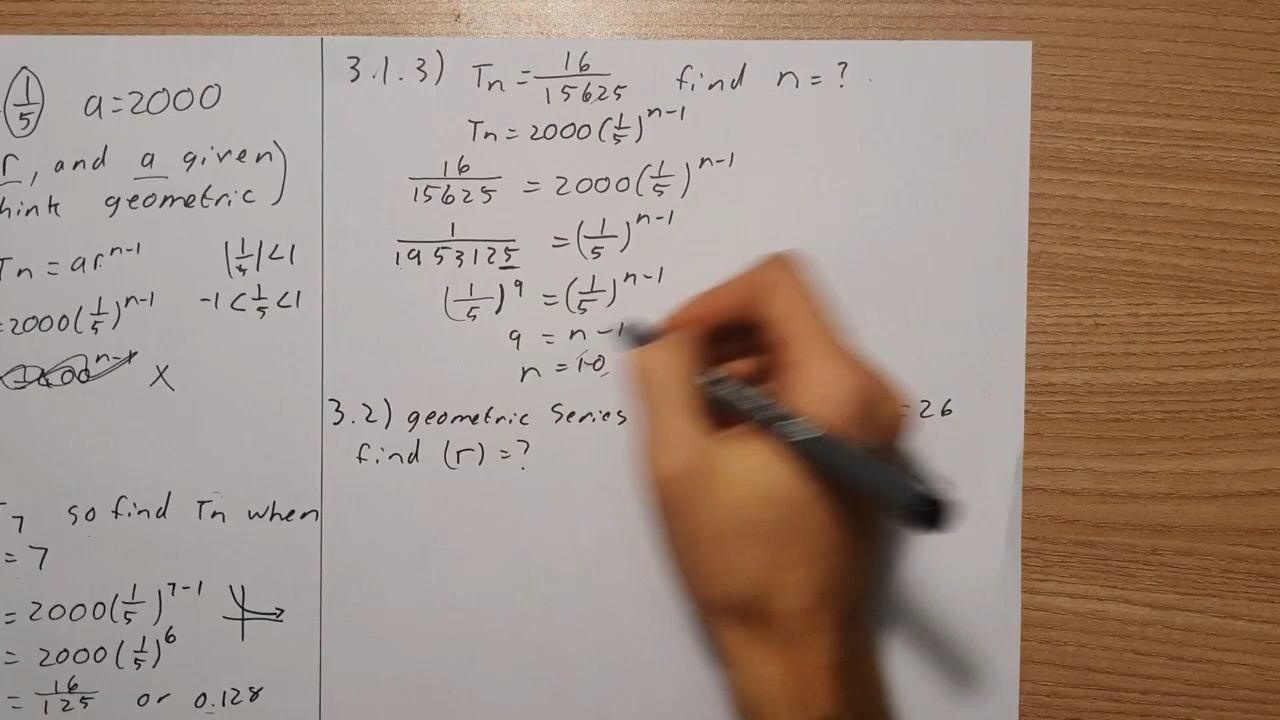 (1/5) a=2000
r, and a given)
hink geometric)
Tn = ar^n-1 |1/5|<1
=2000(1/5)^n-1 -1<1/5<1
X
7 so find Tn when
= 7
= 2000(1/5)^7-1
= 2000(1/5)^6
= 16/125 or 0.128
3.1.3) Tn = 16/15625 find n = ?
Tn = 2000(1/5)^n-1
16/15625 = 2000(1/5)^n-1
1/1953125 = (1/5)^n-1
(1/5)^9 = (1/5)^n-1
9 = n-1
n = 10
3.2) geometric series = 26
find (r) = ?